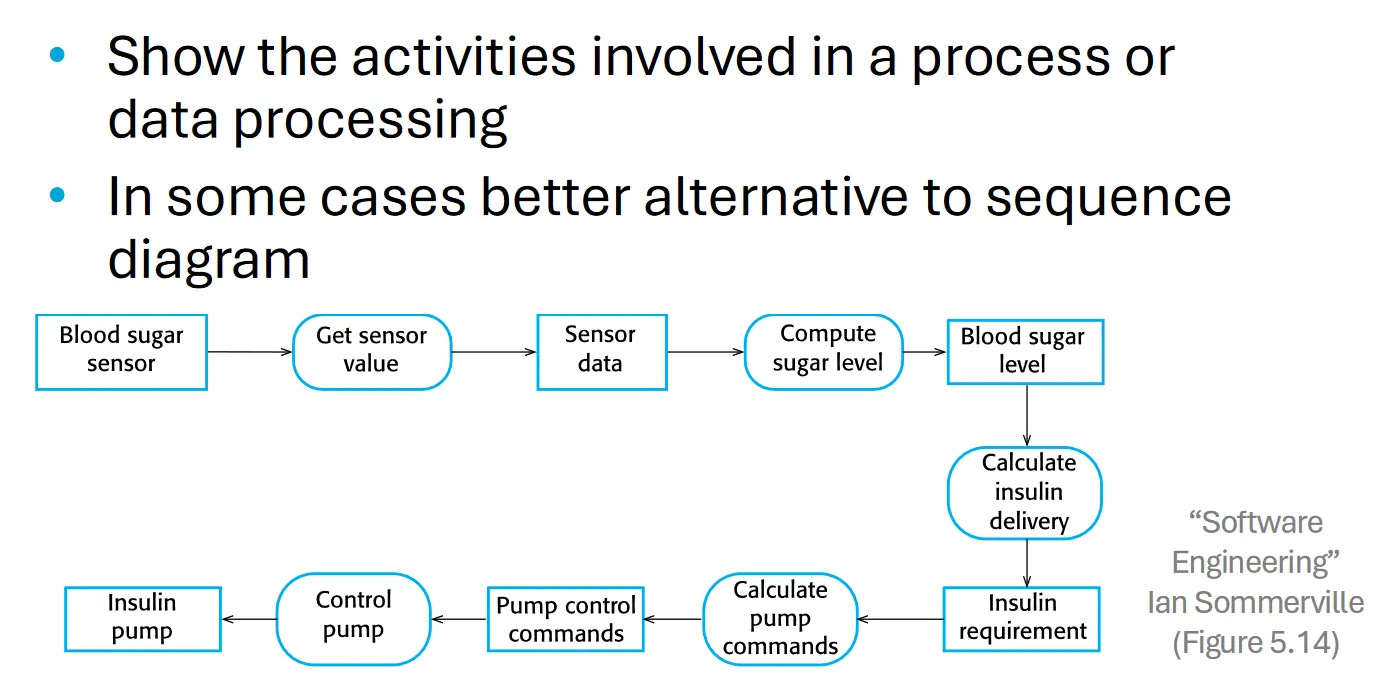 • Show the activities involved in a process or
data processing
• In some cases better alternative to sequence
diagram
Blood sugar
sensor
Get sensor
value
Sensor
data
Compute
sugar level
Blood sugar
level
Calculate
insulin
delivery
Insulin
requirement
Calculate
pump
commands
Pump control
commands
Control
pump
Insulin
pump
“Software
Engineering”
Ian Sommerville
(Figure 5.14)